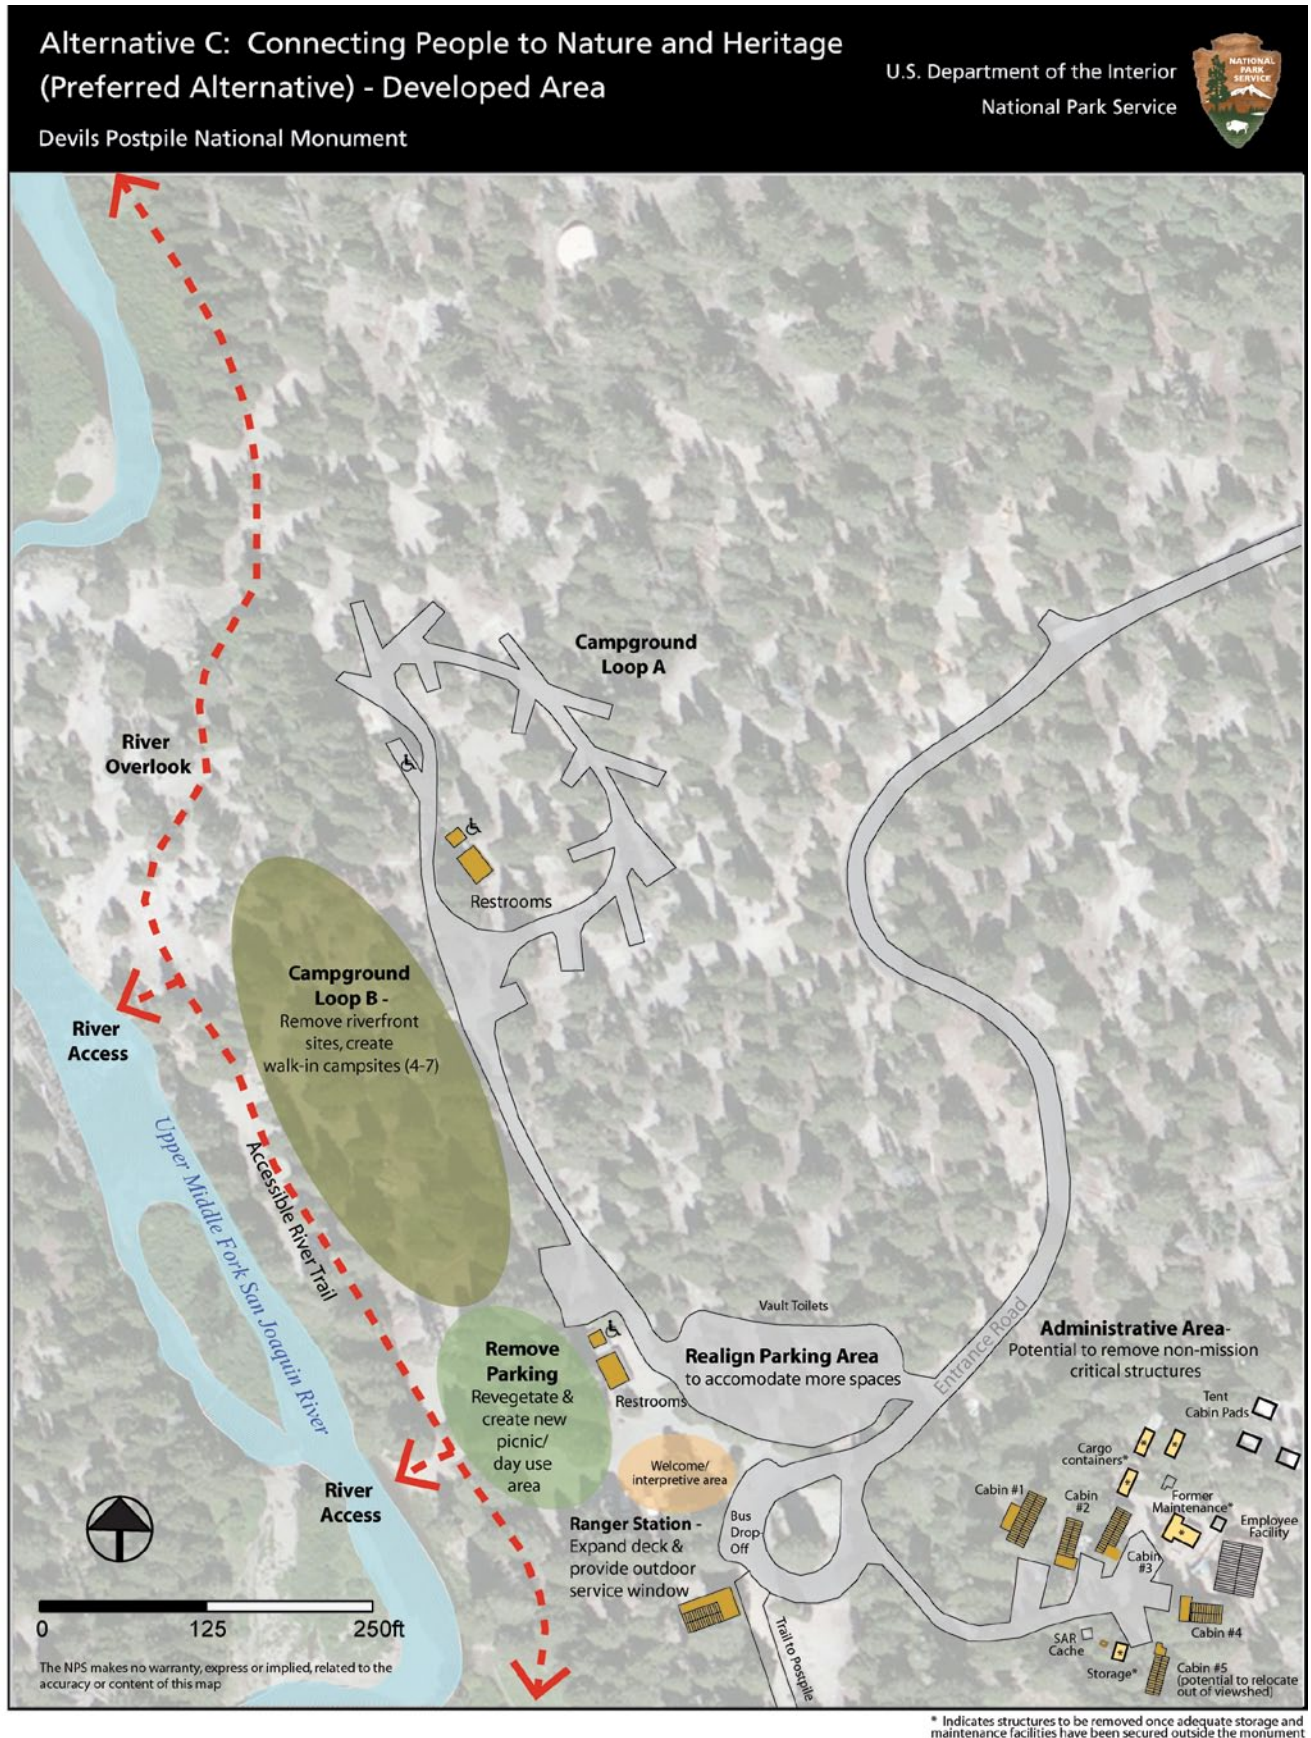 Alternative C: Connecting People to Nature and Heritage
(Preferred Alternative) - Developed Area
Devils Postpile National Monument
U.S. Department of the Interior
National Park Service
NATIONAL
PARK
SERVICE
Campground
Loop A
River
Overlook
Restrooms
Campground
Loop B -
Remove riverfront
sites, create
walk-in campsites (4-7)
River
Access
Upper Middle Fork San Joaquin River
Accessible River Trail
Vault Toilets
Entrance Road
Remove
Parking
Revegetate &
create new
picnic/
day use
area
Realign Parking Area
to accomodate more spaces
Restrooms
Administrative Area-
Potential to remove non-mission
critical structures
Tent
Cabin Pads
Cargo
containers*
Welcome/
interpretive area
River
Access
Ranger Station -
Expand deck &
provide outdoor
service window
Bus
Drop-
Off
Cabin #1
Cabin
#2
Former
Maintenance*
Employee
Facility
Cabin
#3
Cabin #4
SAR
Cache
Storage*
Cabin #5
(potential to relocate
out of viewshed)
Trail to Postpile
0 125 250ft
The NPS makes no warranty, express or implied, related to the
accuracy or content of this map
* Indicates structures to be removed once adequate storage and
maintenance facilities have been secured outside the monument